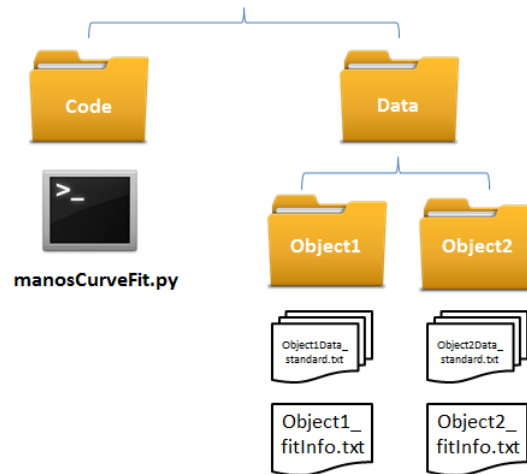 Code
Data
>_
manosCurveFit.py
Object1
Object2
Object1Data_
standard.txt
Object2Data_
standard.txt
Object1_
fitInfo.txt
Object2_
fitInfo.txt